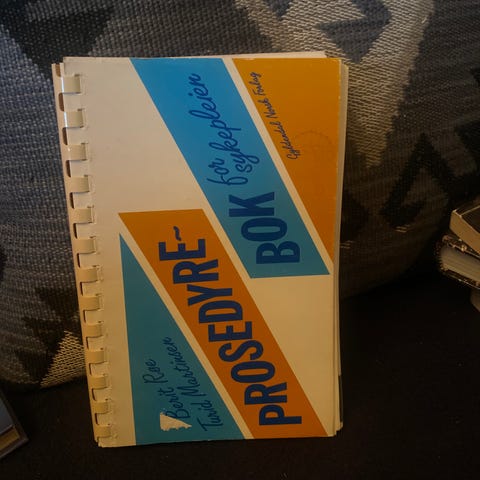 Berit Roe
Turid Martinsen
PROSEDYRE~
BOK for
sykepleien
Gyldendal Norsk Forlag